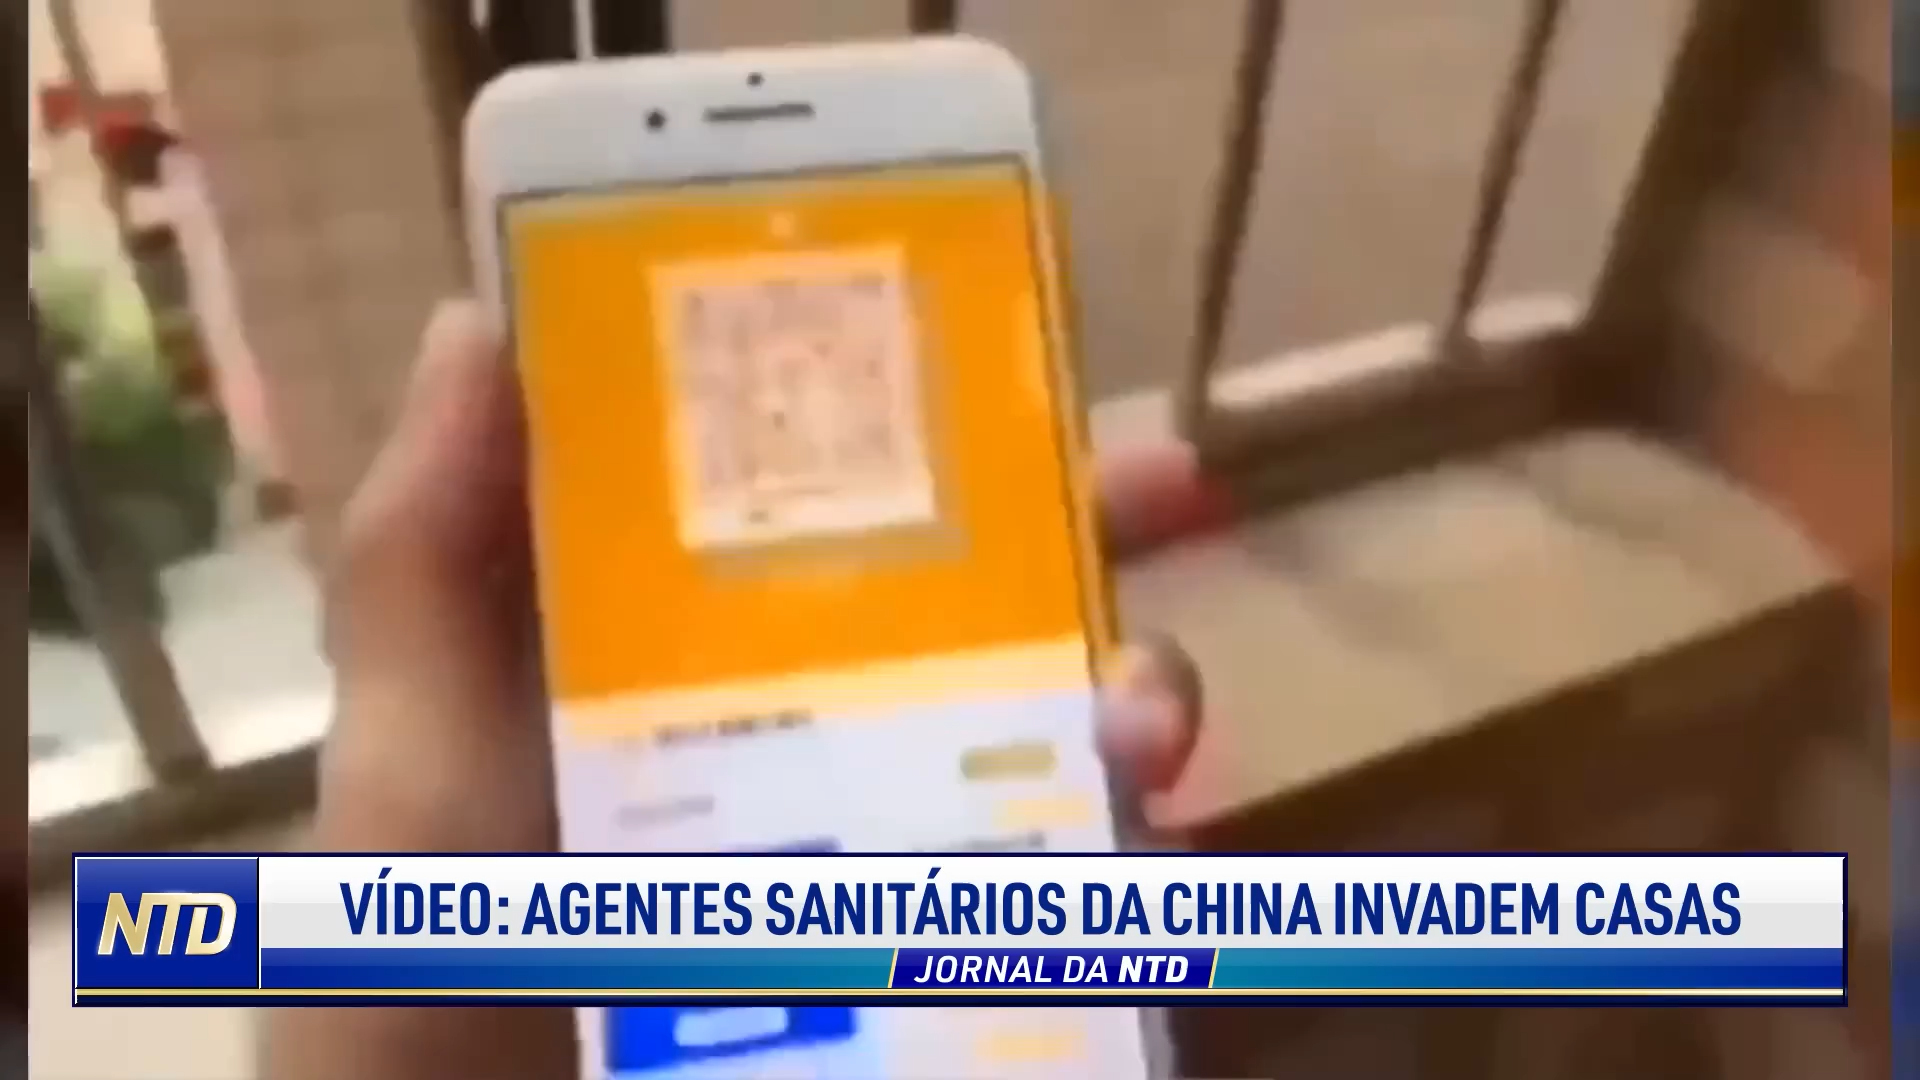 NTD
VÍDEO: AGENTES SANITÁRIOS DA CHINA INVADEM CASAS
JORNAL DA NTD